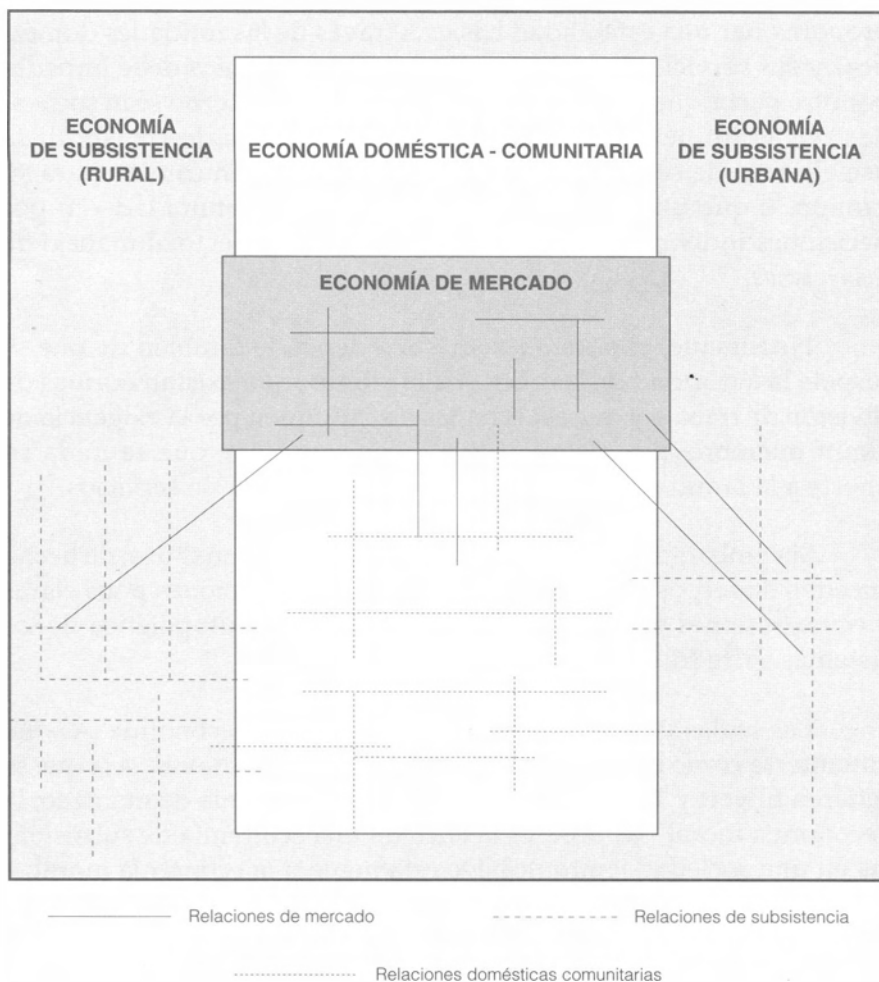 ECONOMÍA
DE SUBSISTENCIA
(RURAL)
ECONOMÍA DOMÉSTICA - COMUNITARIA
ECONOMÍA
DE SUBSISTENCIA
(URBANA)
ECONOMÍA DE MERCADO
Relaciones de mercado
Relaciones de subsistencia
Relaciones domésticas comunitarias